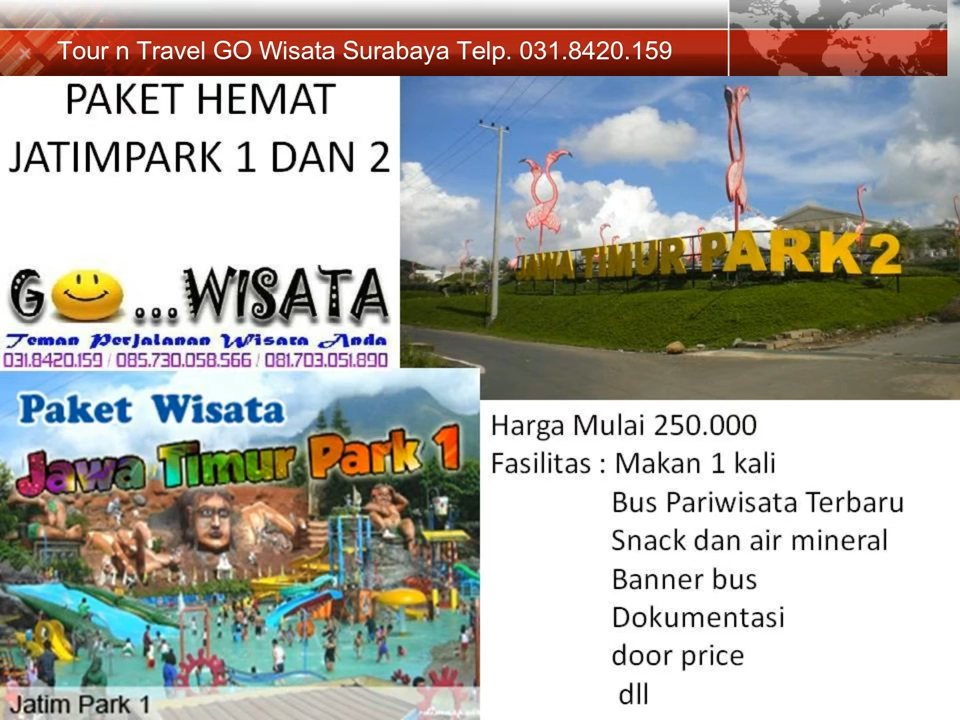 Tour n Travel GO Wisata Surabaya Telp. 031.8420.159
PAKET HEMAT
JATIMPARK 1 DAN 2
GO...WISATA
Teman Perjalanan Wisata Anda
031.8420.159 / 085.730.058.566 / 081.703.051.890
JAWA TIMUR PARK 2
Paket Wisata
Jawa Timur Park 1
Jatim Park 1
Harga Mulai 250.000
Fasilitas : Makan 1 kali
Bus Pariwisata Terbaru
Snack dan air mineral
Banner bus
Dokumentasi
door price
dll